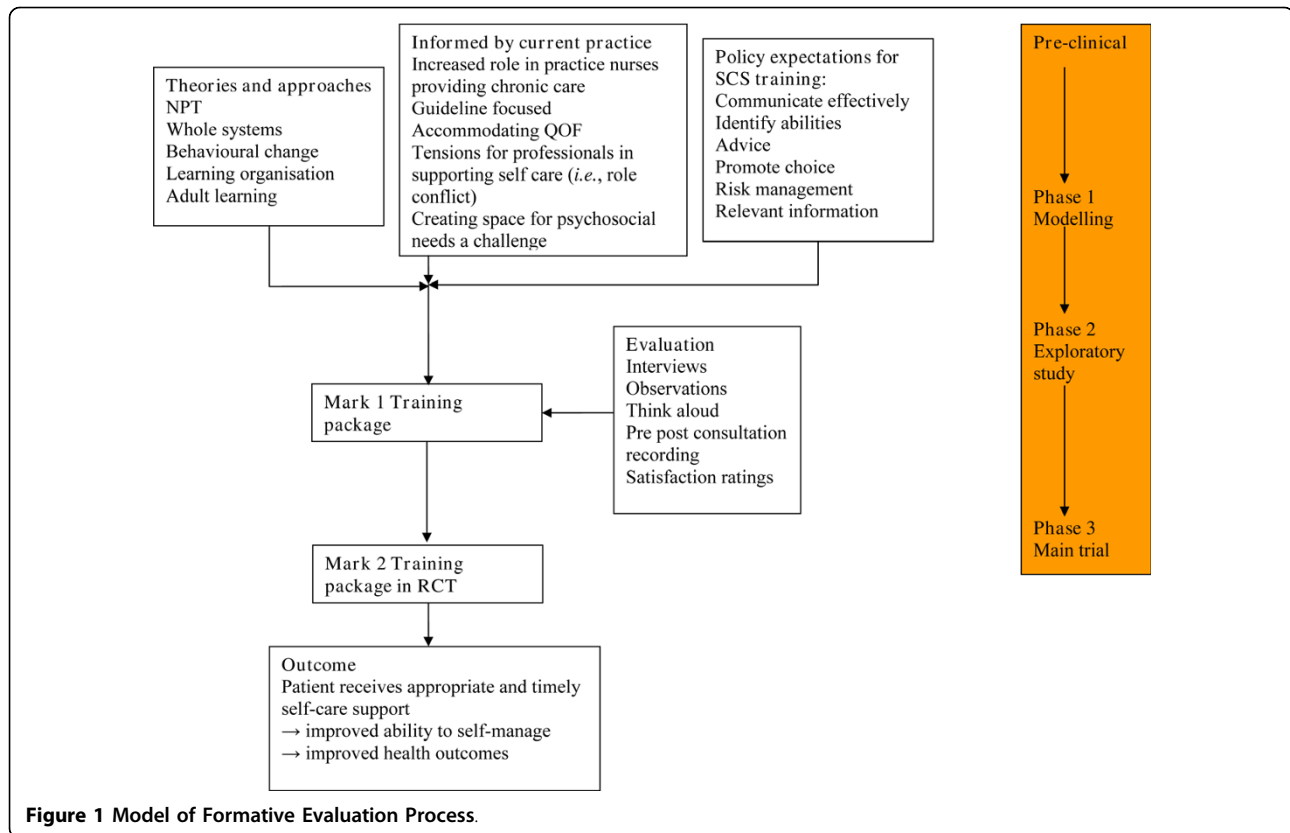 Theories and approaches
NPT
Whole systems
Behavioural change
Learning organisation
Adult learning
Informed by current practice
Increased role in practice nurses
providing chronic care
Guideline focused
Accommodating QOF
Tensions for professionals in
supporting self care (i.e., role
conflict)
Creating space for psychosocial
needs a challenge
Policy expectations for
SCS training:
Communicate effectively
Identify abilities
Advice
Promote choice
Risk management
Relevant information
Evaluation
Interviews
Observations
Think aloud
Pre post consultation
recording
Satisfaction ratings
Mark 1 Training
package
Mark 2 Training
package in RCT
Outcome
Patient receives appropriate and timely
self-care support
→ improved ability to self-manage
→ improved health outcomes
Pre-clinical
Phase 1
Modelling
Phase 2
Exploratory
study
Phase 3
Main trial
Figure 1 Model of Formative Evaluation Process.